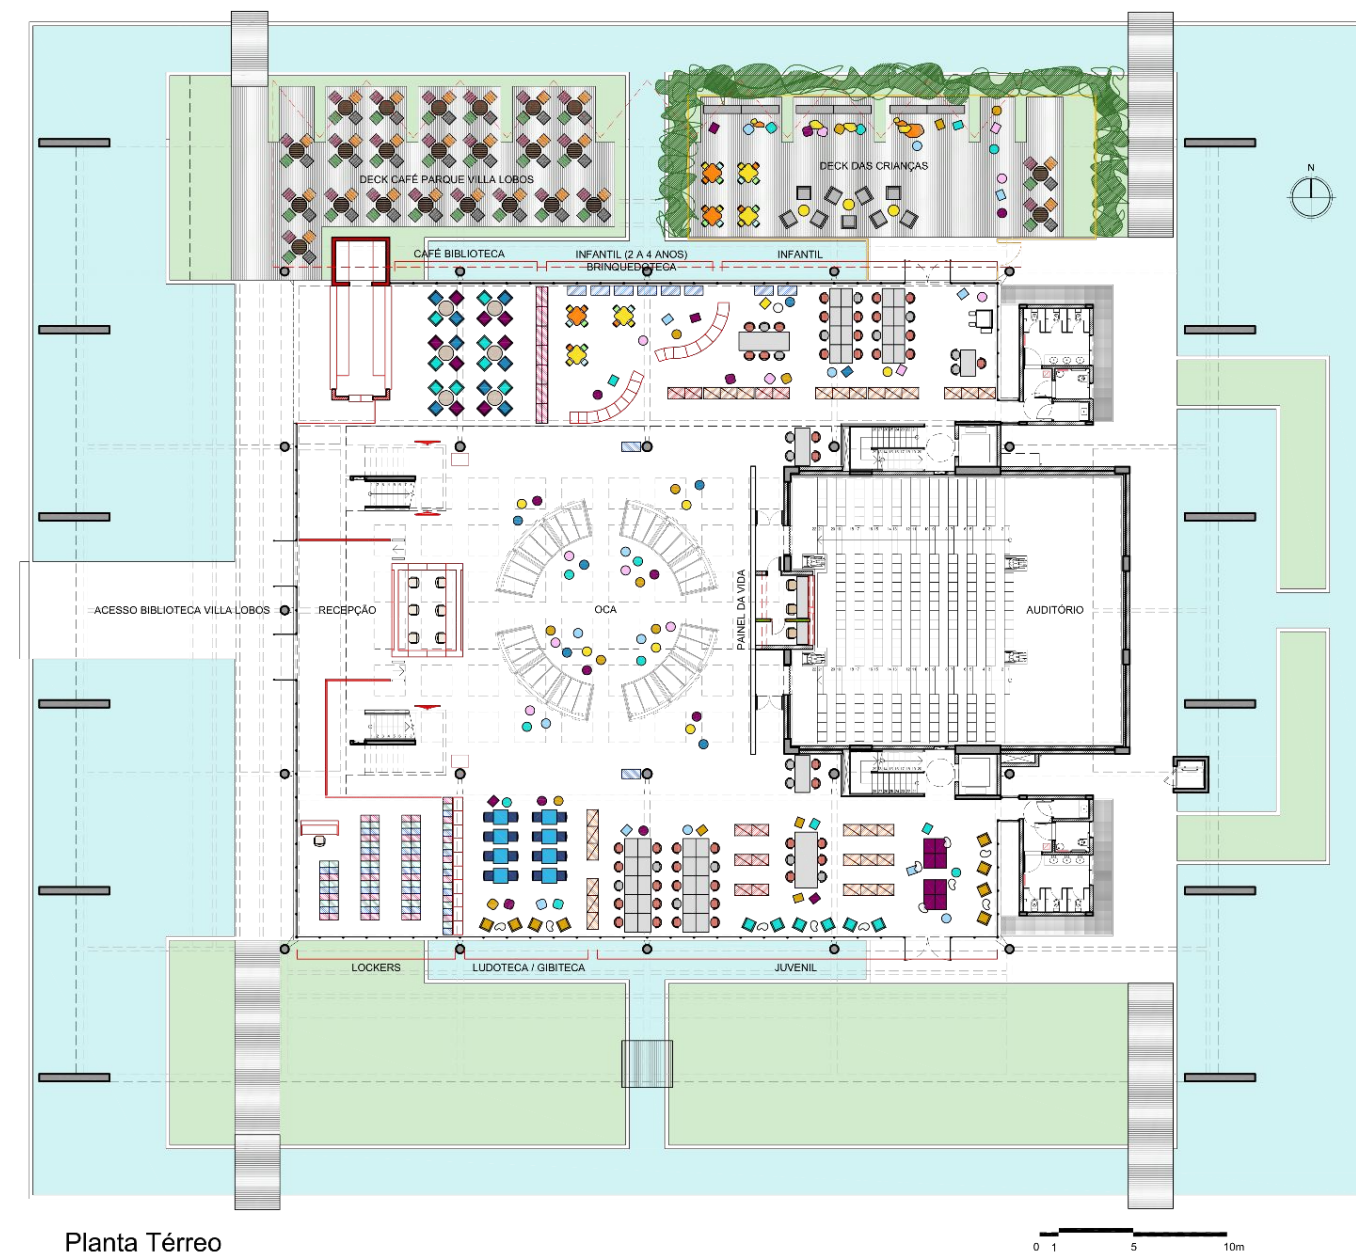 N
DECK CAFÉ PARQUE VILLA LOBOS
DECK DAS CRIANÇAS
CAFÉ BIBLIOTECA
INFANTIL (2 A 4 ANOS)
BRINQUEDOTECA
INFANTIL
ACESSO BIBLIOTECA VILLA LOBOS
RECEPÇÃO
OCA
PAINEL DA VIDA
AUDITÓRIO
LOCKERS
LUDOTECA / GIBITECA
JUVENIL
Planta Térreo
0 1 5 10m